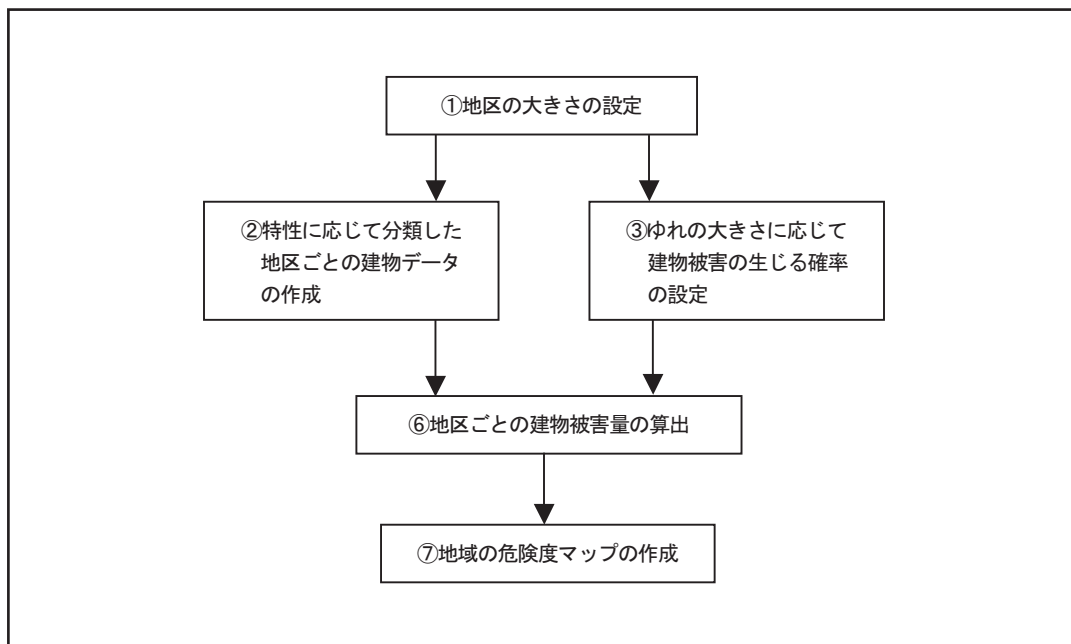 ①地区の大きさの設定
②特性に応じて分類した
地区ごとの建物データ
の作成
③ゆれの大きさに応じて
建物被害の生じる確率
の設定
⑥地区ごとの建物被害量の算出
⑦地域の危険度マップの作成